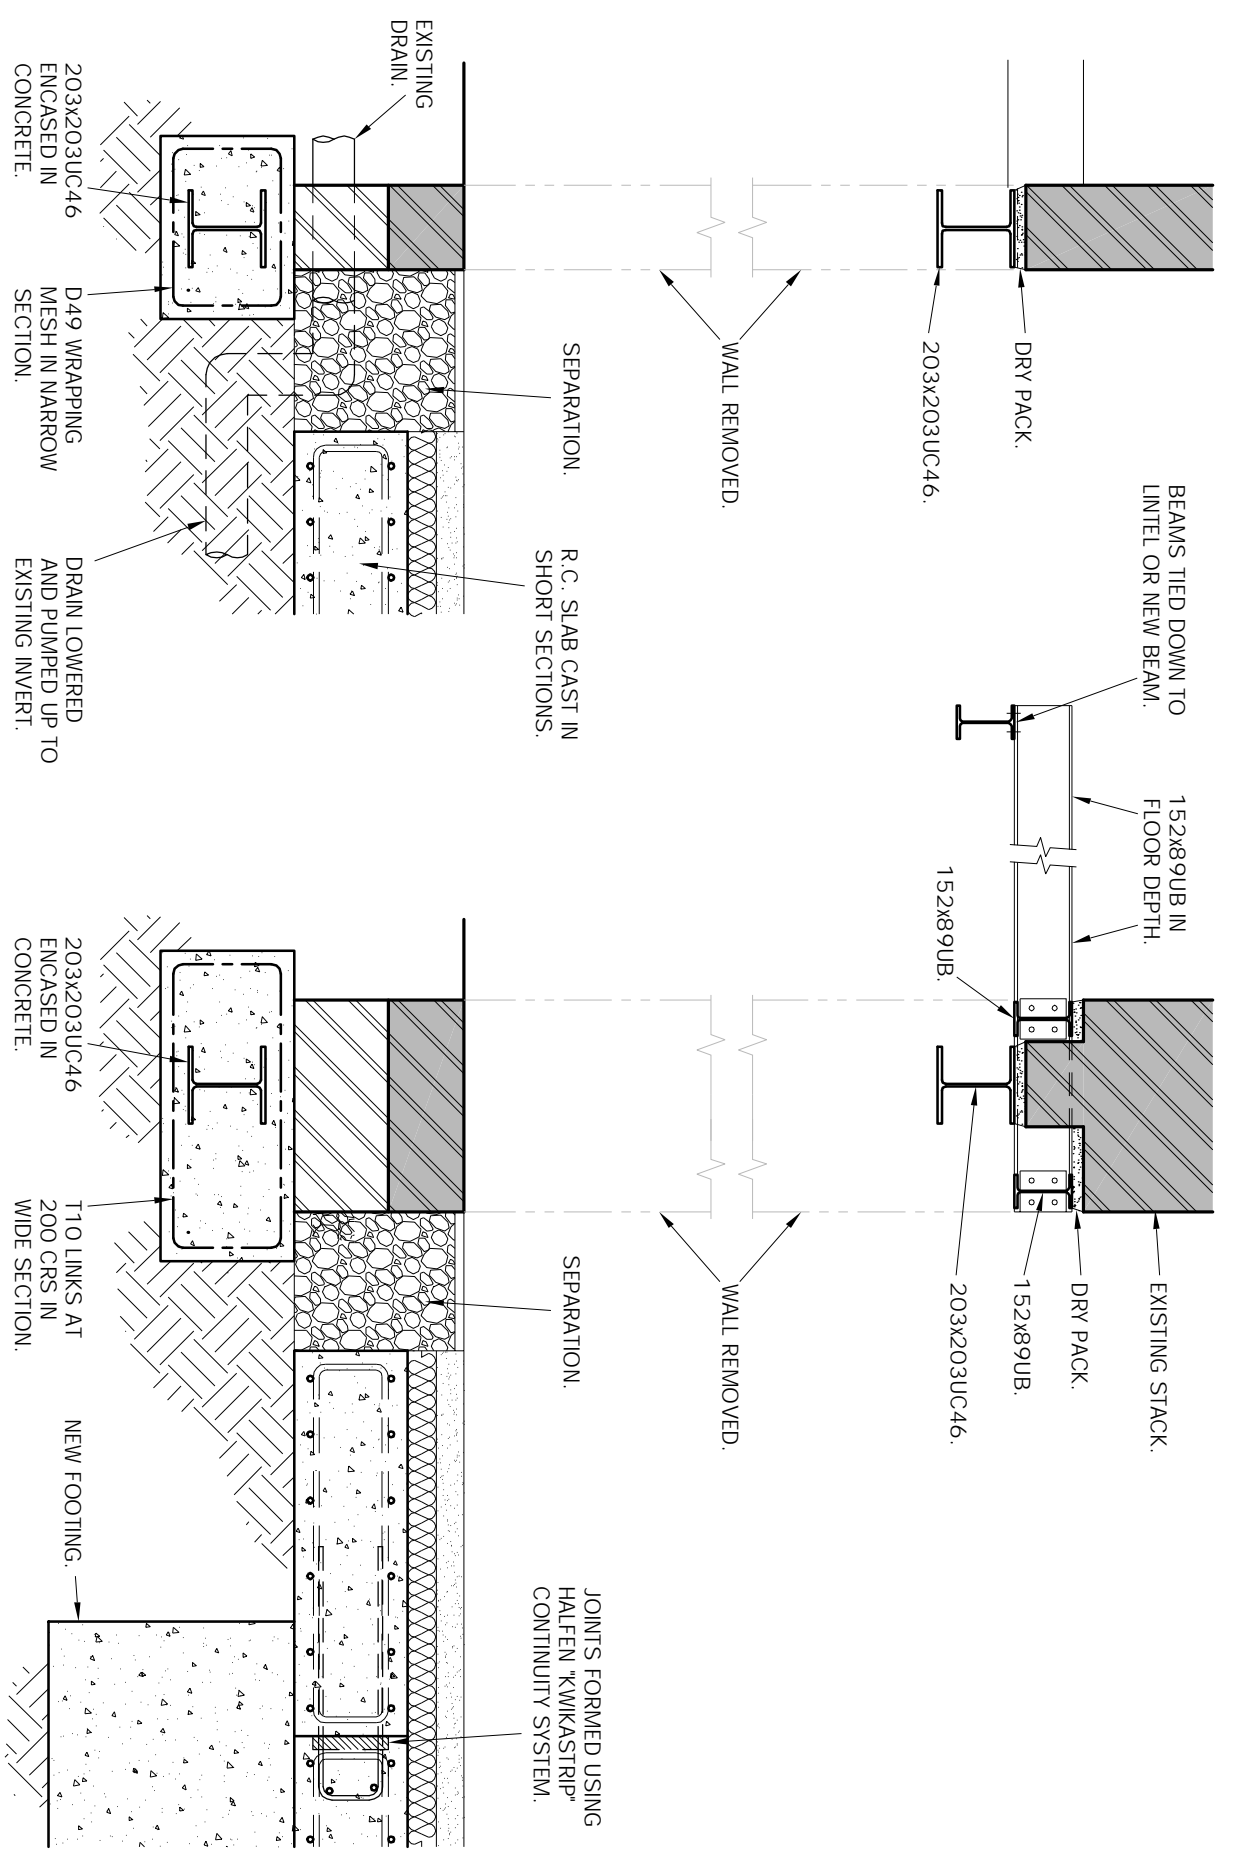 EXISTING
DRAIN.
203x203UC46
ENCASED IN
CONCRETE.
D49 WRAPPING
MESH IN NARROW
SECTION.
DRAIN LOWERED
AND PUMPED UP TO
EXISTING INVERT.
SEPARATION.
R.C. SLAB CAST IN
SHORT SECTIONS.
WALL REMOVED.
DRY PACK.
203x203UC46.
BEAMS TIED DOWN TO
LINTEL OR NEW BEAM.
152x89UB IN
FLOOR DEPTH.
152x89UB.
EXISTING STACK.
DRY PACK.
152x89UB.
203x203UC46.
WALL REMOVED.
SEPARATION.
JOINTS FORMED USING
HALFEN "KWIKASTRIP"
CONTINUITY SYSTEM.
203x203UC46
ENCASED IN
CONCRETE.
T10 LINKS AT
200 CRS IN
WIDE SECTION.
NEW FOOTING.